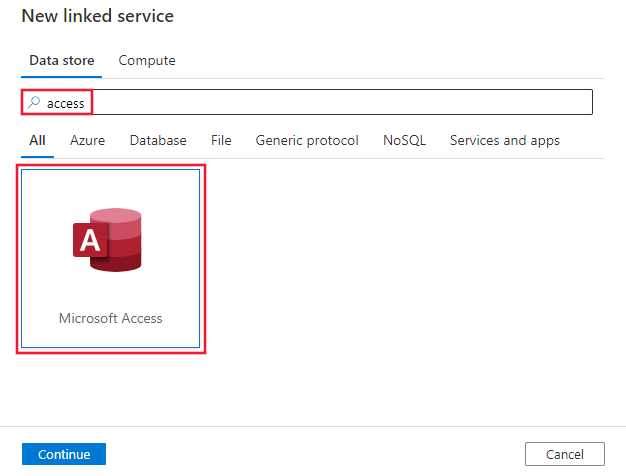 New linked service
Data store Compute
access
All Azure Database File Generic protocol NoSQL Services and apps
A
Microsoft Access
Continue Cancel